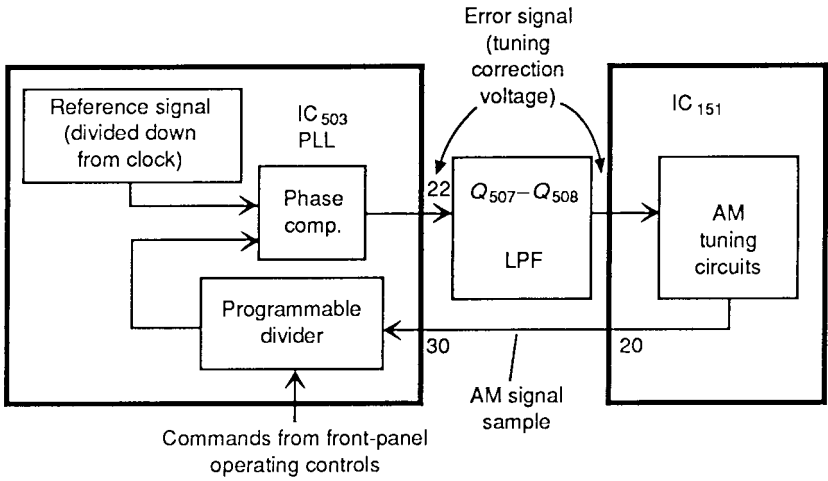 Error signal
(tuning
correction
voltage)
Reference signal
(divided down
from clock)
IC503
PLL
IC151
Phase
comp.
22
Q507–Q508
LPF
AM
tuning
circuits
Programmable
divider
30
20
AM signal
sample
Commands from front-panel
operating controls